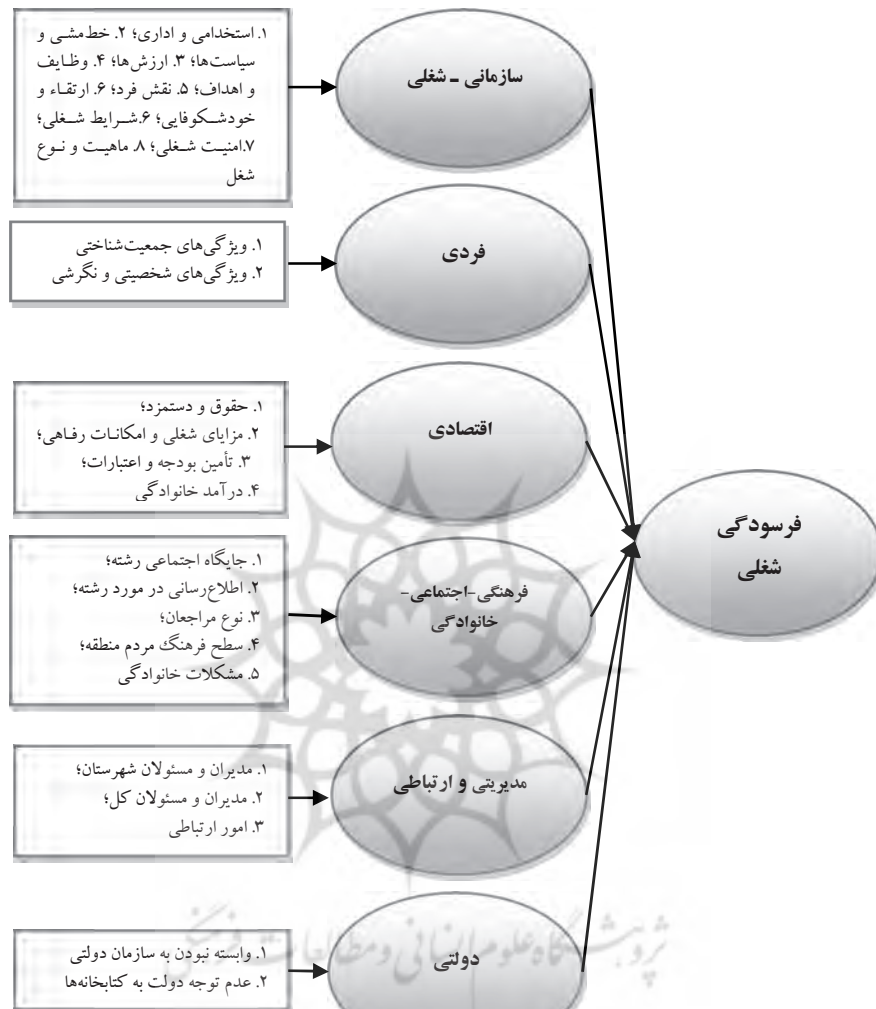 ۱. استخدامی و اداری؛ ۲. خط‌مشی و
سیاست‌ها؛ ۳. ارزش‌ها؛ ۴. وظایف
و اهداف؛ ۵. نقش فرد؛ ۶. ارتقاء و
خودشکوفایی؛ ۶.شرایط شغلی؛
۷.امنیت شغلی؛ ۸. ماهیت و نوع
شغل
سازمانی - شغلی
۱. ویژگی‌های جمعیت‌شناختی
۲. ویژگی‌های شخصیتی و نگرشی
فردی
۱. حقوق و دستمزد؛
۲. مزایای شغلی و امکانات رفاهی؛
۳. تأمین بودجه و اعتبارات؛
۴. درآمد خانوادگی
اقتصادی
۱. جایگاه اجتماعی رشته؛
۲. اطلاع‌رسانی در مورد رشته؛
۳. نوع مراجعان؛
۴. سطح فرهنگ مردم منطقه؛
۵. مشکلات خانوادگی
فرهنگی-اجتماعی-
خانوادگی
۱. مدیران و مسئولان شهرستان؛
۲. مدیران و مسئولان کل؛
۳. امور ارتباطی
مدیریتی و ارتباطی
۱. وابسته نبودن به سازمان دولتی
۲. عدم توجه دولت به کتابخانه‌ها
دولتی
فرسودگی
شغلی
پژوهشگاه علوم انسانی و مطالعات فرهنگی